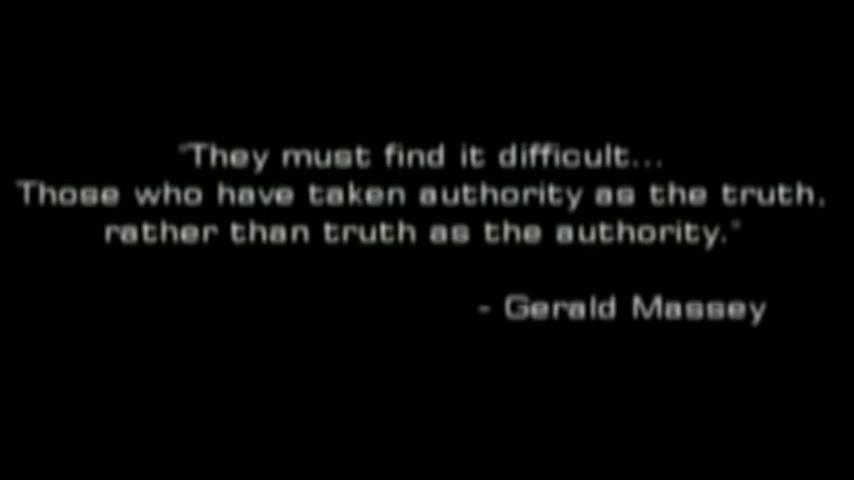 "They must find it difficult...
Those who have taken authority as the truth,
rather than truth as the authority."
- Gerald Massey